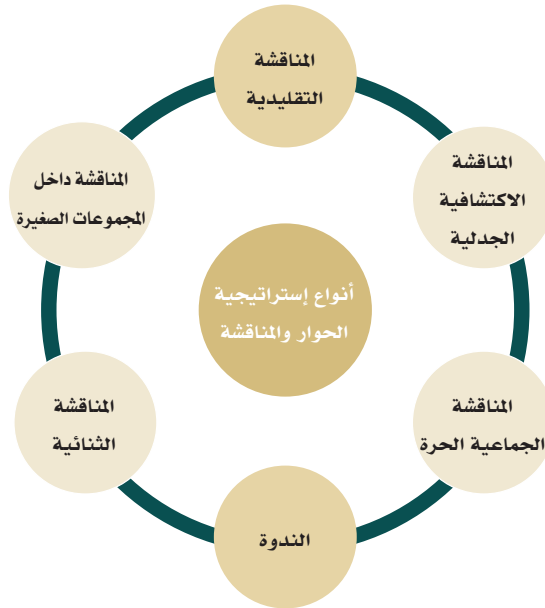 المناقشة
التقليدية
المناقشة
الاكتشافية
الجدلية
المناقشة داخل
المجموعات الصغيرة
أنواع إستراتيجية
الحوار والمناقشة
المناقشة
الجماعية الحرة
المناقشة
الثنائية
الندوة